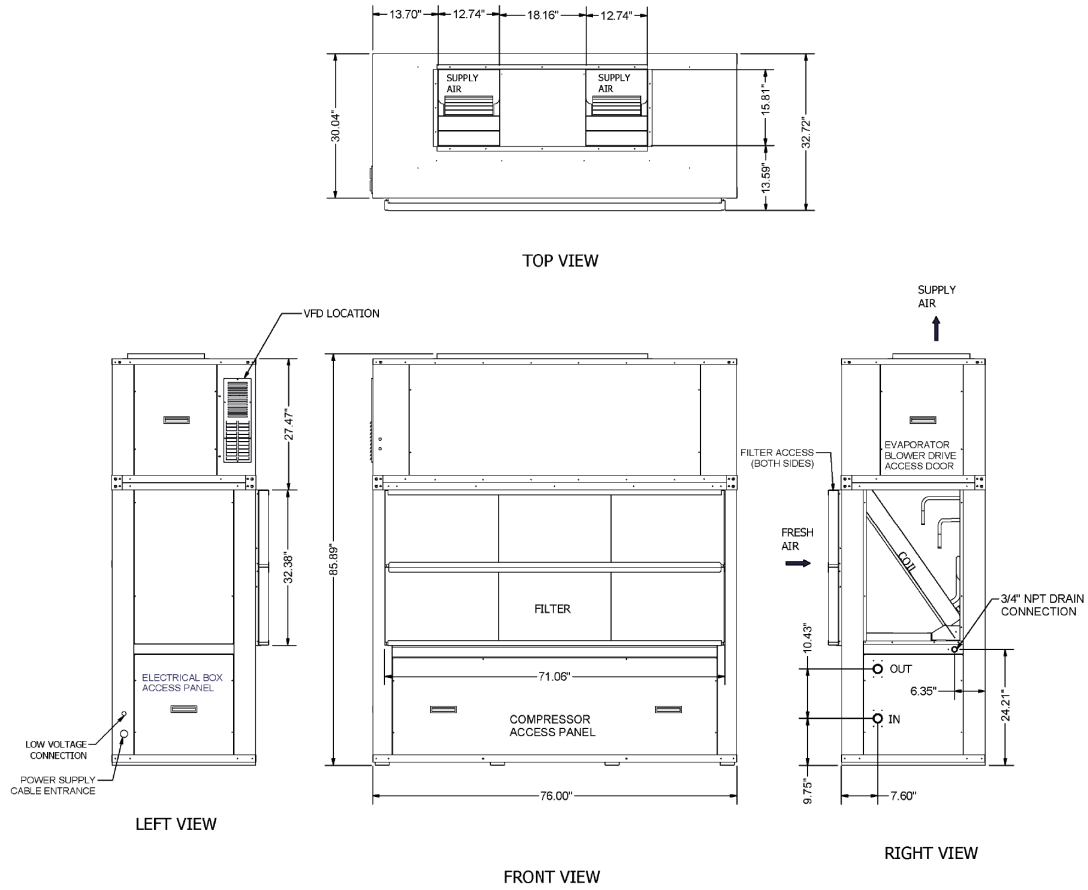 13.70"
12.74"
18.16"
12.74"
SUPPLY
AIR
SUPPLY
AIR
30.04"
15.81"
13.59"
32.72"
TOP VIEW
VFD LOCATION
27.47"
32.38"
ELECTRICAL BOX
ACCESS PANEL
LOW VOLTAGE
CONNECTION
POWER SUPPLY
CABLE ENTRANCE
LEFT VIEW
85.89"
FILTER
71.06"
COMPRESSOR
ACCESS PANEL
76.00"
FRONT VIEW
SUPPLY
AIR
FILTER ACCESS
(BOTH SIDES)
EVAPORATOR
BLOWER DRIVE
ACCESS DOOR
FRESH
AIR
COIL
3/4" NPT DRAIN
CONNECTION
10.43"
OUT
6.35"
24.21"
IN
9.75"
7.60"
RIGHT VIEW